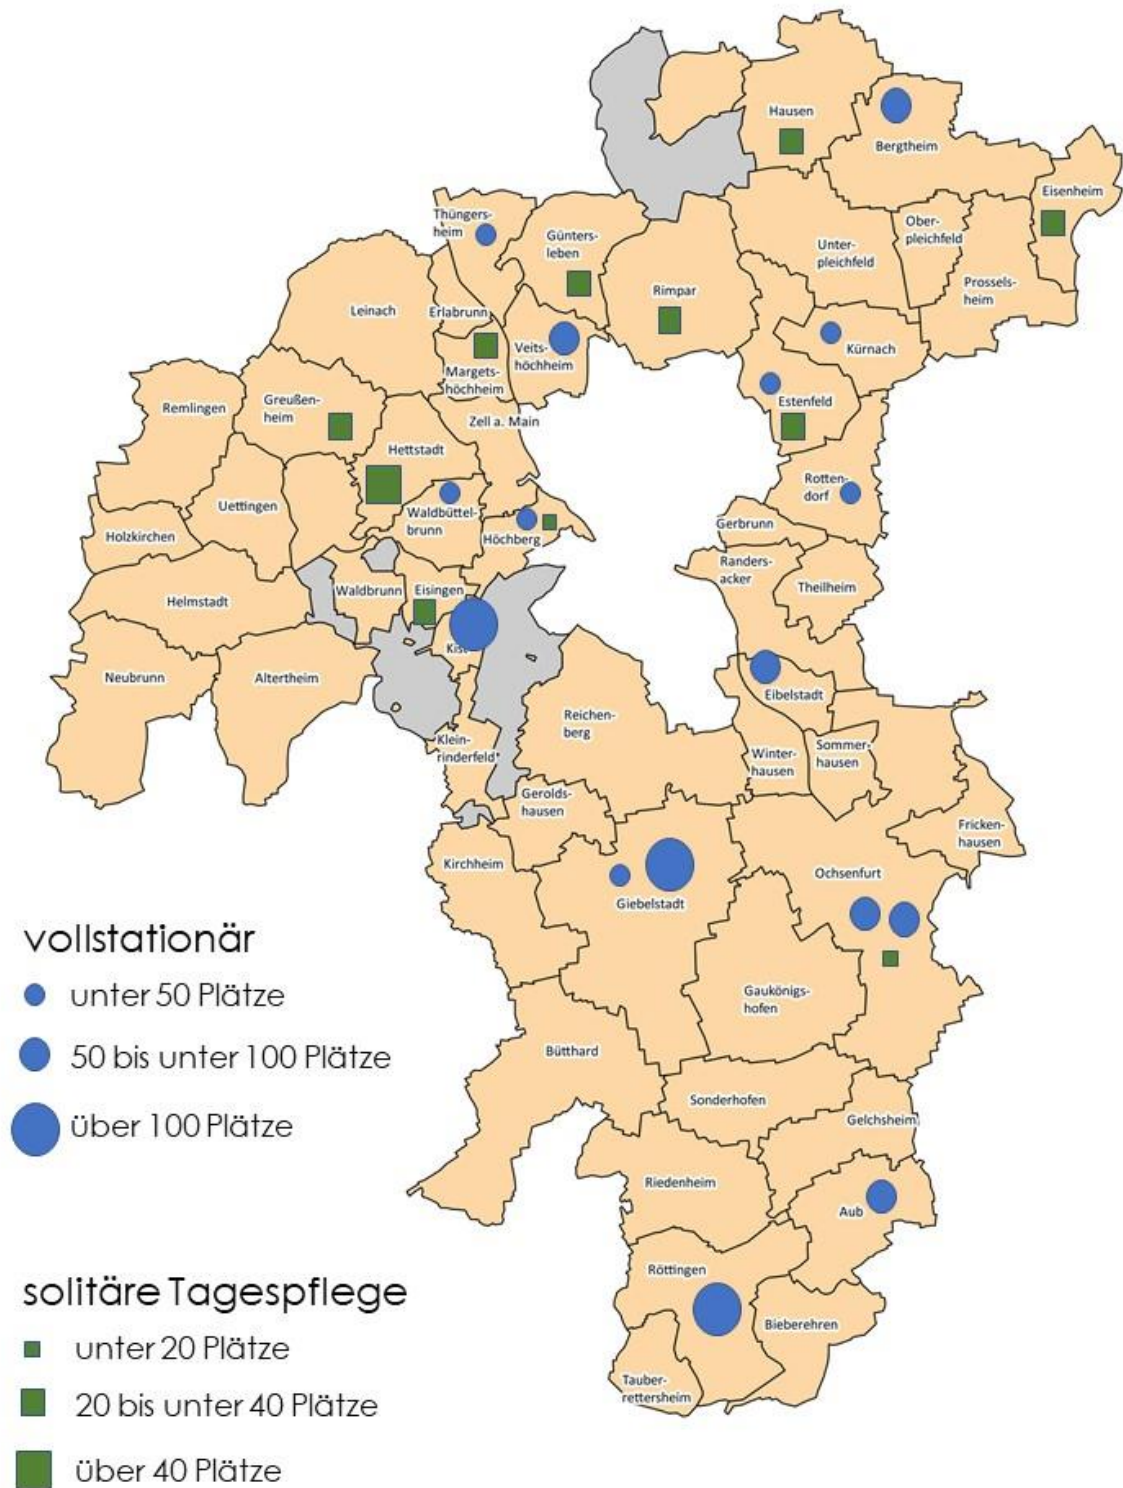 Hausen
Bergtheim
Eisenheim
Thüngers-
heim
Günters-
leben
Ober-
pleichfeld
Unter-
pleichfeld
Prossels-
heim
Rimpar
Leinach
Erlabrunn
Veits-
höchheim
Kürnach
Margets-
höchheim
Estenfeld
Remlingen
Greußen-
heim
Zell a. Main
Hettstadt
Rotten-
dorf
Uettingen
Waldbüttel-
brunn
Gerbrunn
Holzkirchen
Höchberg
Randers-
acker
Theilheim
Waldbrunn
Eisingen
Helmstadt
Kist
Neubrunn
Altertheim
Eibelstadt
Reichen-
berg
Klein-
rinderfeld*
Winter-
hausen
Sommer-
hausen
Gerolds-
hausen
Fricken-
hausen
Kirchheim
Ochsenfurt
Giebelstadt
vollstationär
unter 50 Plätze
50 bis unter 100 Plätze
über 100 Plätze
Gaukönigs-
hofen
Bütthard
Sonderhofen
Gelchsheim
Riedenheim
Aub
Röttingen
Bieberehren
Tauber-
rettersheim
solitäre Tagespflege
unter 20 Plätze
20 bis unter 40 Plätze
über 40 Plätze